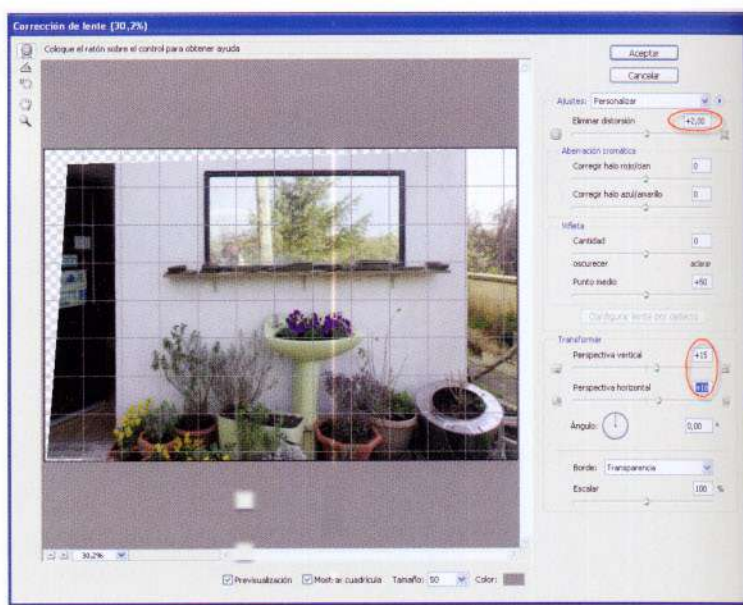 Corrección de lente (30,2%)
Coloque el ratón sobre el control para obtener ayuda
Aceptar
Cancelar
Ajustes: Personalizar
Eliminar distorsión +2,00
Aberración cromática
Corregir halo rojo/cian 0
Corregir halo azul/amarillo 0
Viñeta
Cantidad 0
oscurecer aclarar
Punto medio +50
Configurar lente por defecto
Transformar
Perspectiva vertical +15
Perspectiva horizontal +10
Ángulo: 0,00 °
Borde: Transparencia
Escalar 100 %
30,2%
Previsualización Mostrar cuadrícula Tamaño: 50 Color: